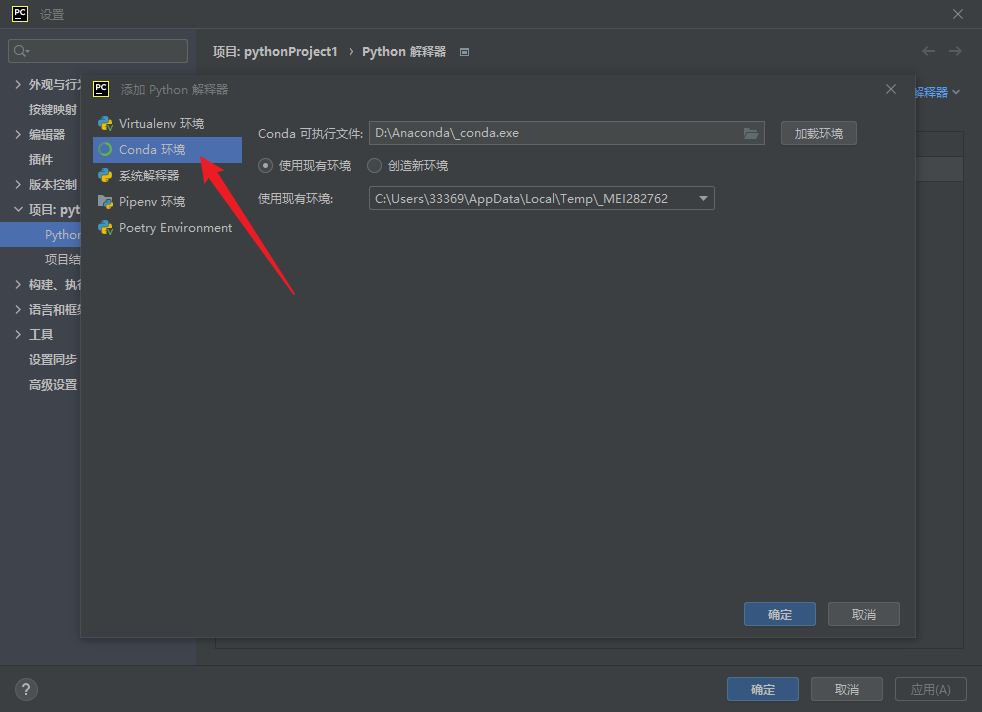 PC 设置
项目: pythonProject1 › Python 解释器
外观与行为
按键映射
编辑器
插件
版本控制
项目: pyt
Python
项目结
构建、执行
语言和框架
工具
设置同步
高级设置
解释器
PC 添加 Python 解释器
Virtualenv 环境
Conda 环境
系统解释器
Pipenv 环境
Poetry Environment
Conda 可执行文件: D:\Anaconda\_conda.exe 加载环境
使用现有环境 创造新环境
使用现有环境: C:\Users\33369\AppData\Local\Temp\_MEI282762
确定 取消
? 确定 取消 应用(A)